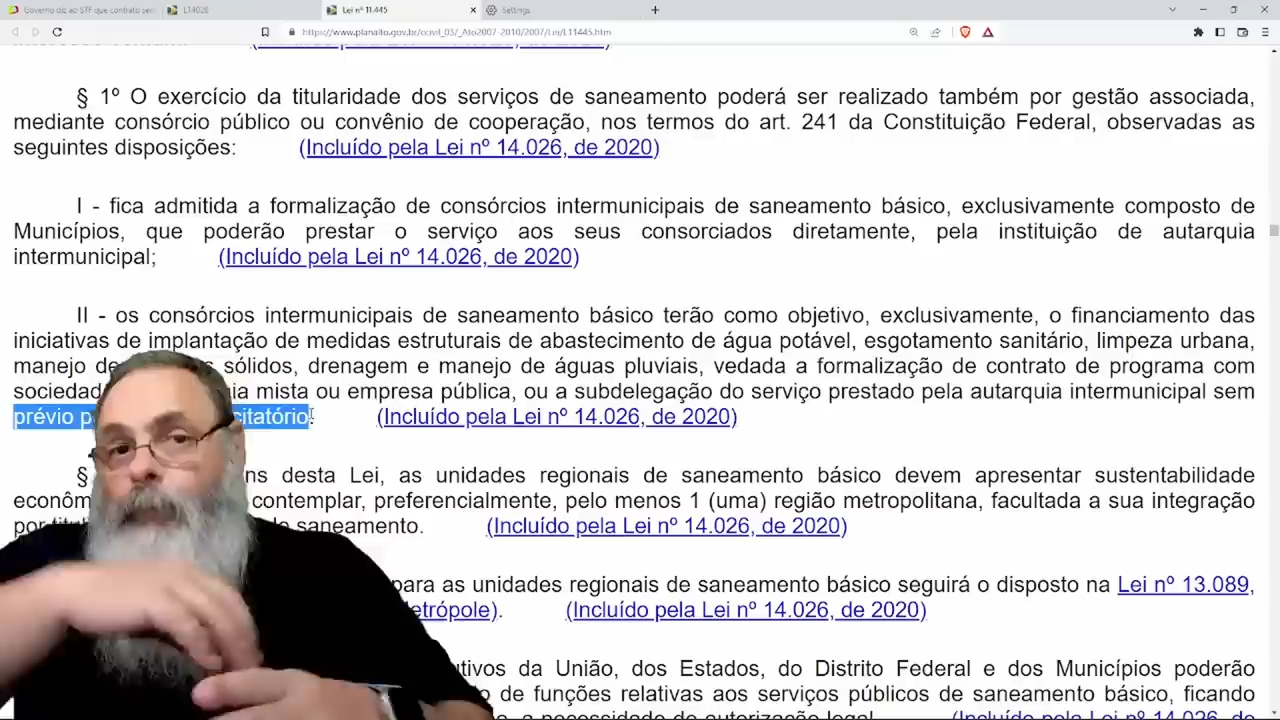 Governo diz ao STF que contrato sem
L14026
Lei nº 11.445
Settings
https://www.planalto.gov.br/ccivil_03/_Ato2007-2010/2007/Lei/L11445.htm
§ 1º O exercício da titularidade dos serviços de saneamento poderá ser realizado também por gestão associada,
mediante consórcio público ou convênio de cooperação, nos termos do art. 241 da Constituição Federal, observadas as
seguintes disposições: (Incluído pela Lei nº 14.026, de 2020)
I - fica admitida a formalização de consórcios intermunicipais de saneamento básico, exclusivamente composto de
Municípios, que poderão prestar o serviço aos seus consorciados diretamente, pela instituição de autarquia
intermunicipal; (Incluído pela Lei nº 14.026, de 2020)
II - os consórcios intermunicipais de saneamento básico terão como objetivo, exclusivamente, o financiamento das
iniciativas de implantação de medidas estruturais de abastecimento de água potável, esgotamento sanitário, limpeza urbana,
manejo de sólidos, drenagem e manejo de águas pluviais, vedada a formalização de contrato de programa com
mista ou empresa pública, ou a subdelegação do serviço prestado pela autarquia intermunicipal sem
prévio (Incluído pela Lei nº 14.026, de 2020)
§ desta Lei, as unidades regionais de saneamento básico devem apresentar sustentabilidade
contemplar, preferencialmente, pelo menos 1 (uma) região metropolitana, facultada a sua integração
por saneamento. (Incluído pela Lei nº 14.026, de 2020)
para as unidades regionais de saneamento básico seguirá o disposto na Lei nº 13.089,
(Incluído pela Lei nº 14.026, de 2020)
da União, dos Estados, do Distrito Federal e dos Municípios poderão
de funções relativas aos serviços públicos de saneamento básico, ficando
a necessidade de autorização legal. (Incluído pela Lei nº 14.026, de